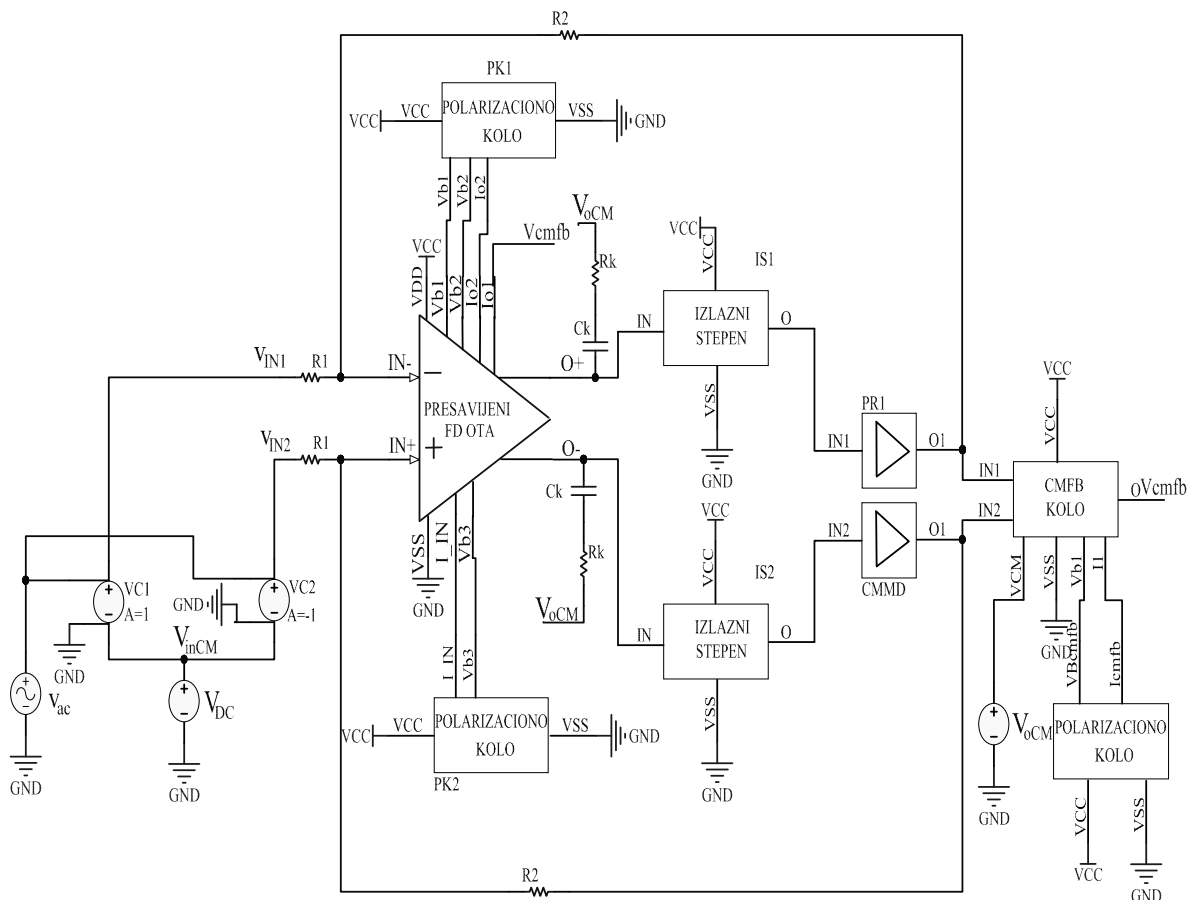 R2
PK1
POLARIZACIONO
KOLO
VCC
VCC
VSS
GND
Vb1
Vb2
Io2
VoCM
Vcmfb
VCC
VDD
Vb1
Vb2
Io2
Io1
Rk
Ck
VCC
VCC
IS1
IN
IZLAZNI
STEPEN
O
VSS
GND
VIN1
R1
IN-
−
O+
PRESAVIJENI
FD OTA
VIN2
R1
IN+
+
O-
Ck
Rk
VoCM
VSS
GND
I_IN
Vb3
PR1
IN1
O1
IN2
O1
CMMD
VCC
VCC
IN1
IN2
CMFB
KOLO
O
Vcmfb
VCC
VCC
IS2
IN
IZLAZNI
STEPEN
O
VSS
GND
VC1
A=1
GND
GND
VC2
A=-1
VinCM
VDC
GND
Vac
GND
I_IN
Vb3
VCC
VCC
POLARIZACIONO
KOLO
VSS
GND
PK2
VCM
VSS
Vb1
I1
GND
VBcmfb
Icmfb
VoCM
GND
POLARIZACIONO
KOLO
VCC
VSS
VCC
GND
R2